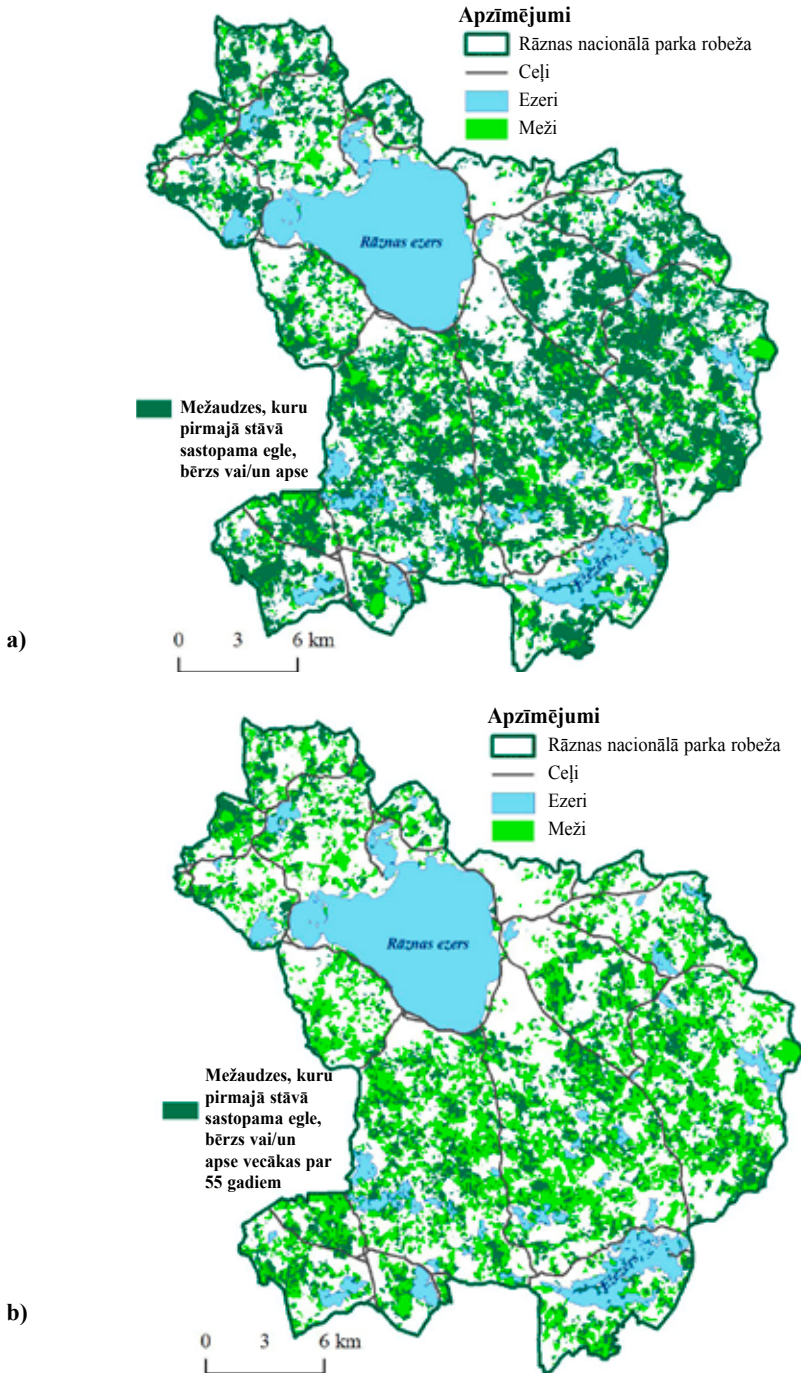 Apzīmējumi
Rāznas nacionālā parka robeža
Ceļi
Ezeri
Meži
Rāznas ezers
Mežaudzes, kuru
pirmajā stāvā
sastopama egle,
bērzs vai/un apse
Ežezers
a)
0 3 6 km
Apzīmējumi
Rāznas nacionālā parka robeža
Ceļi
Ezeri
Meži
Rāznas ezers
Mežaudzes, kuru
pirmajā stāvā
sastopama egle,
bērzs vai/un
apse vecākas par
55 gadiem
Ežezers
b)
0 3 6 km